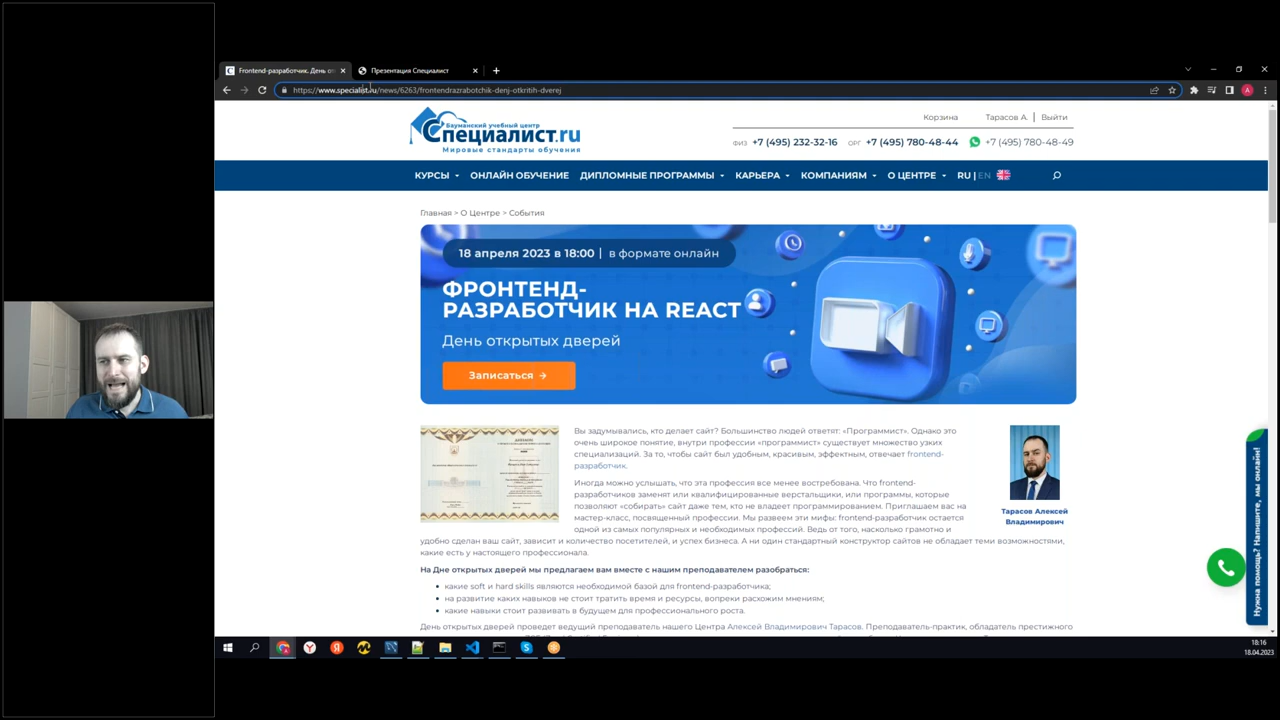 Frontend-разработчик. День от
Презентация Специалист
https://www.specialist.ru/news/6263/frontendrazrabotchik-denj-otkritih-dverej
Бауманский учебный центр
Специалист.ru
Мировые стандарты обучения
Корзина
Тарасов А. | Выйти
ФИЗ +7 (495) 232-32-16 ОРГ +7 (495) 780-48-44 +7 (495) 780-48-49
КУРСЫ ОНЛАЙН ОБУЧЕНИЕ ДИПЛОМНЫЕ ПРОГРАММЫ КАРЬЕРА КОМПАНИЯМ О ЦЕНТРЕ RU | EN
Главная > О Центре > События
18 апреля 2023 в 18:00 | в формате онлайн
ФРОНТЕНД-
РАЗРАБОТЧИК НА REACT
День открытых дверей
Записаться →
Вы задумывались, кто делает сайт? Большинство людей ответят: «Программист». Однако это
очень широкое понятие, внутри профессии «программист» существует множество узких
специализаций. За то, чтобы сайт был удобным, красивым, эффектным, отвечает frontend-
разработчик.
Иногда можно услышать, что эта профессия все менее востребована. Что frontend-
разработчиков заменят или квалифицированные верстальщики, или программы, которые
позволяют «собирать» сайт даже тем, кто не владеет программированием. Приглашаем вас на
мастер-класс, посвященный профессии. Мы развеем эти мифы: frontend-разработчик остается
одной из самых популярных и необходимых профессий. Ведь от того, насколько грамотно и
удобно сделан ваш сайт, зависит и количество посетителей, и успех бизнеса. А ни один стандартный конструктор сайтов не обладает теми возможностями,
какие есть у настоящего профессионала.
Тарасов Алексей
Владимирович
На Дне открытых дверей мы предлагаем вам вместе с нашим преподавателем разобраться:
• какие soft и hard skills являются необходимой базой для frontend-разработчика;
• на развитие каких навыков не стоит тратить время и ресурсы, вопреки расхожим мнениям;
• какие навыки стоит развивать в будущем для профессионального роста.
День открытых дверей проведет ведущий преподаватель нашего Центра Алексей Владимирович Тарасов. Преподаватель-практик, обладатель престижного
Нужна помощь? Напишите, мы онлайн!
18:16
18.04.2023